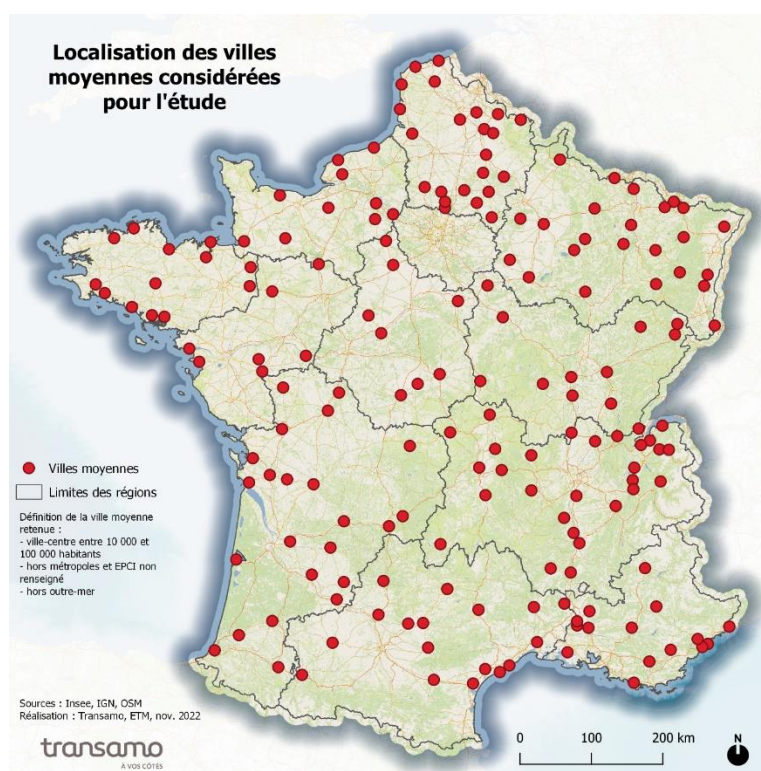 Localisation des villes
moyennes considérées
pour l'étude
Villes moyennes
Limites des régions
Définition de la ville moyenne
retenue :
- ville-centre entre 10 000 et
100 000 habitants
- hors métropoles et EPCI non
renseigné
- hors outre-mer
Sources : Insee, IGN, OSM
Réalisation : Transamo, ETM, nov. 2022
transamo
À VOS CÔTÉS
0 100 200 km
N